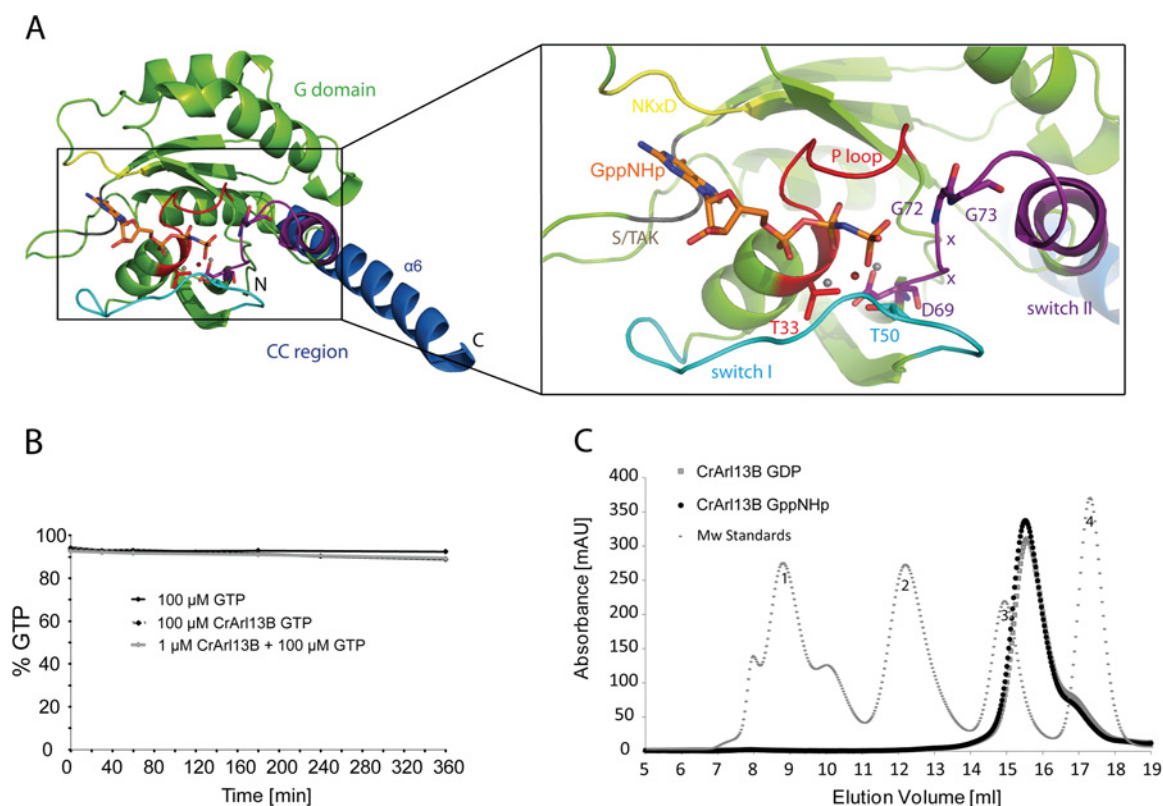 A
G domain
N
α6
C
CC region
NKxD
P loop
GppNHp
G72
G73
S/TAK
x
x
D69
T33
T50
switch II
switch I
B
100
80
60
40
20
0
% GTP
100 µM GTP
100 µM CrArl13B GTP
1 µM CrArl13B + 100 µM GTP
0 40 80 120 160 200 240 280 320 360
Time [min]
C
CrArl13B GDP
CrArl13B GppNHp
Mw Standards
400
350
300
250
200
150
100
50
0
Absorbance [mAU]
1
2
3
4
5 6 7 8 9 10 11 12 13 14 15 16 17 18 19
Elution Volume [ml]